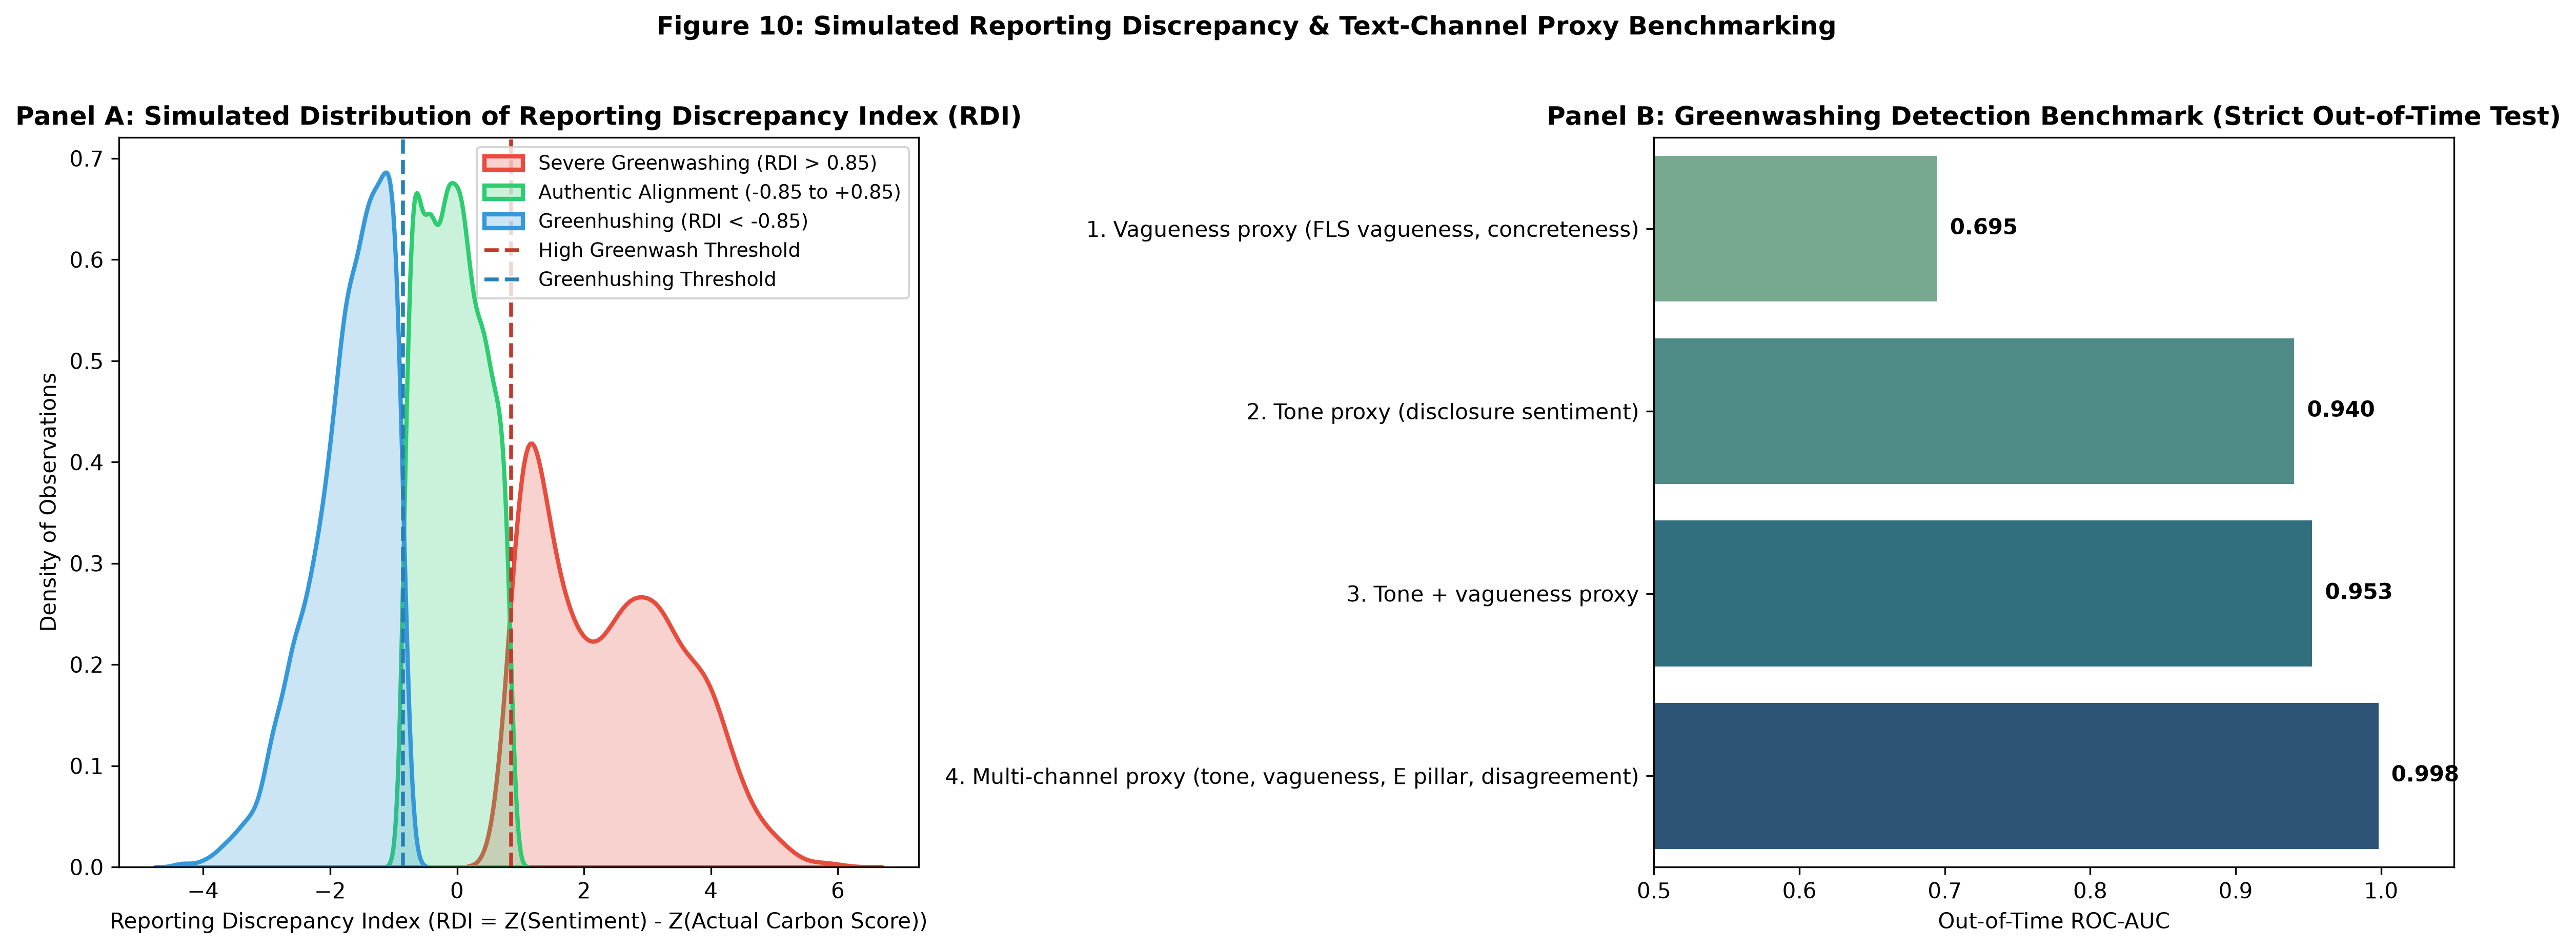 Figure 10: Simulated Reporting Discrepancy & Text-Channel Proxy Benchmarking
Panel A: Simulated Distribution of Reporting Discrepancy Index (RDI)
Density of Observations
0.7
0.6
0.5
0.4
0.3
0.2
0.1
0.0
Severe Greenwashing (RDI > 0.85)
Authentic Alignment (-0.85 to +0.85)
Greenhushing (RDI < -0.85)
High Greenwash Threshold
Greenhushing Threshold
−4 −2 0 2 4 6
Reporting Discrepancy Index (RDI = Z(Sentiment) - Z(Actual Carbon Score))
Panel B: Greenwashing Detection Benchmark (Strict Out-of-Time Test)
1. Vagueness proxy (FLS vagueness, concreteness) 0.695
2. Tone proxy (disclosure sentiment) 0.940
3. Tone + vagueness proxy 0.953
4. Multi-channel proxy (tone, vagueness, E pillar, disagreement) 0.998
0.5 0.6 0.7 0.8 0.9 1.0
Out-of-Time ROC-AUC